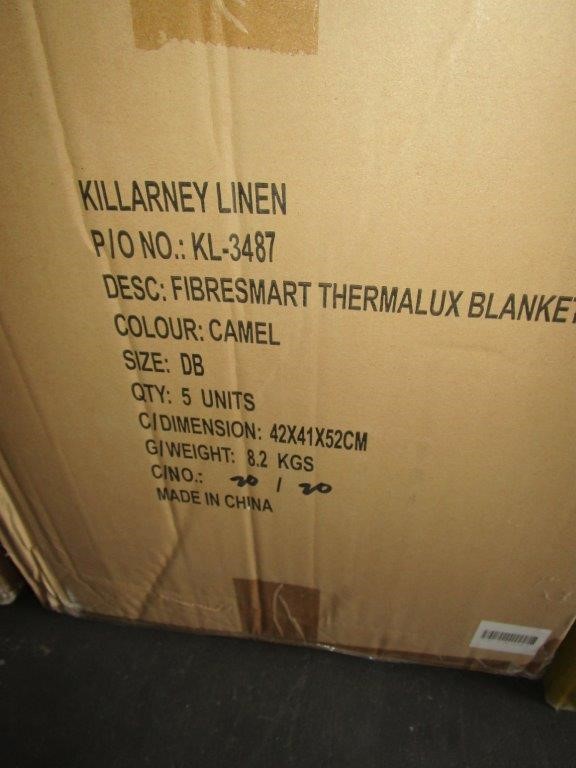 KILLARNEY LINEN
P/O NO.: KL-3487
DESC: FIBRESMART THERMALUX BLANKET
COLOUR: CAMEL
SIZE: DB
QTY: 5 UNITS
C/DIMENSION: 42X41X52CM
G/WEIGHT: 8.2 KGS
C/NO.: 20 / 20
MADE IN CHINA